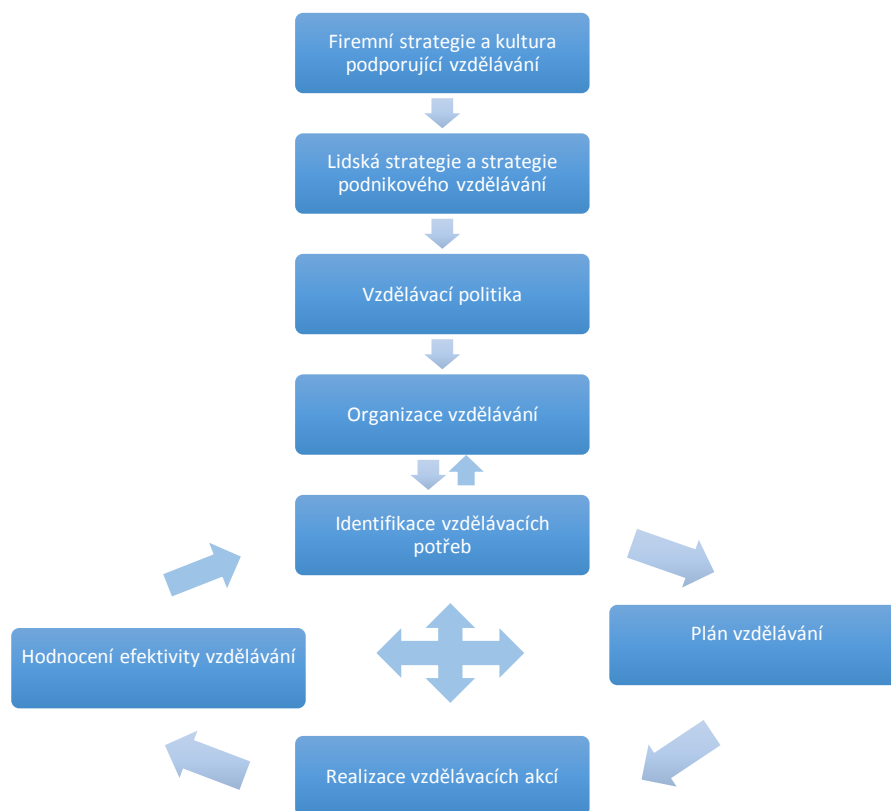 Firemní strategie a kultura
podporující vzdělávání
Lidská strategie a strategie
podnikového vzdělávání
Vzdělávací politika
Organizace vzdělávání
Identifikace vzdělávacích
potřeb
Plán vzdělávání
Hodnocení efektivity vzdělávání
Realizace vzdělávacích akcí